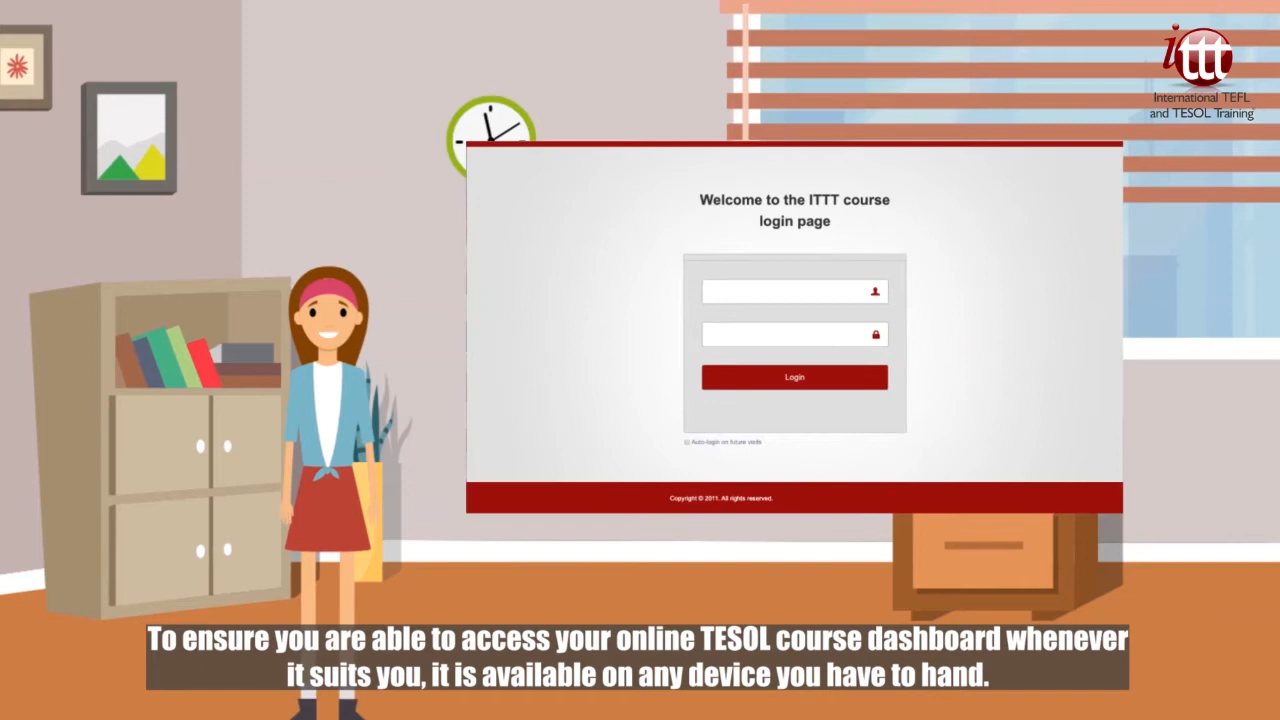 ittt
International TEFL
and TESOL Training
Welcome to the ITTT course
login page
Login
Auto-login on future visits
Copyright © 2011. All rights reserved.
To ensure you are able to access your online TESOL course dashboard whenever
it suits you, it is available on any device you have to hand.